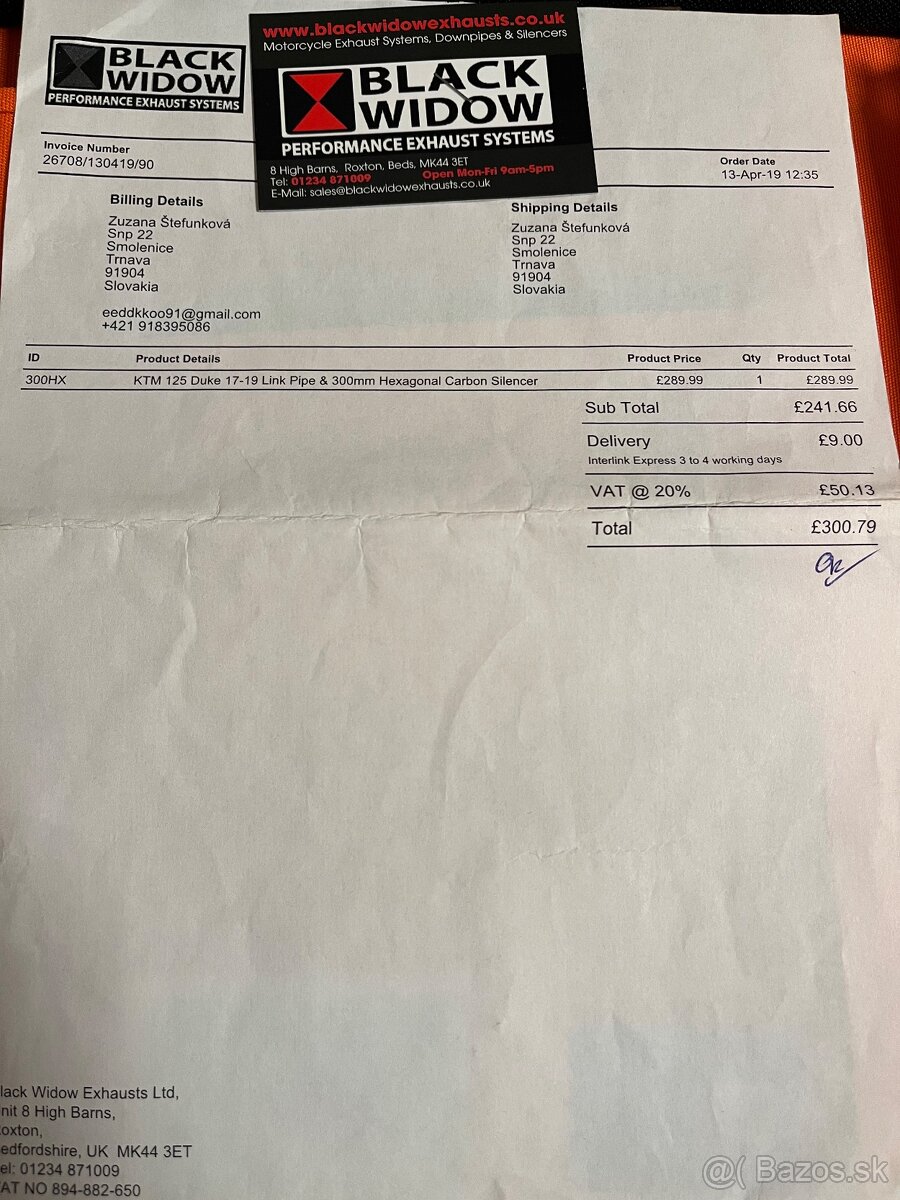 BLACK
WIDOW
PERFORMANCE EXHAUST SYSTEMS
www.blackwidowexhausts.co.uk
Motorcycle Exhaust Systems, Downpipes & Silencers
BLACK
WIDOW
PERFORMANCE EXHAUST SYSTEMS
8 High Barns, Roxton, Beds, MK44 3ET
Tel: 01234 871009 Open Mon-Fri 9am-5pm
E-Mail: sales@blackwidowexhausts.co.uk
Invoice Number
26708/130419/90
Order Date
13-Apr-19 12:35
Billing Details
Zuzana Štefunková
Snp 22
Smolenice
Trnava
91904
Slovakia
eeddkkoo91@gmail.com
+421 918395086
Shipping Details
Zuzana Štefunková
Snp 22
Smolenice
Trnava
91904
Slovakia
ID Product Details Product Price Qty Product Total
300HX KTM 125 Duke 17-19 Link Pipe & 300mm Hexagonal Carbon Silencer £289.99 1 £289.99
Sub Total £241.66
Delivery £9.00
Interlink Express 3 to 4 working days
VAT @ 20% £50.13
Total £300.79
lack Widow Exhausts Ltd,
nit 8 High Barns,
oxton,
edfordshire, UK MK44 3ET
el: 01234 871009
AT NO 894-882-650
@( Bazos.sk